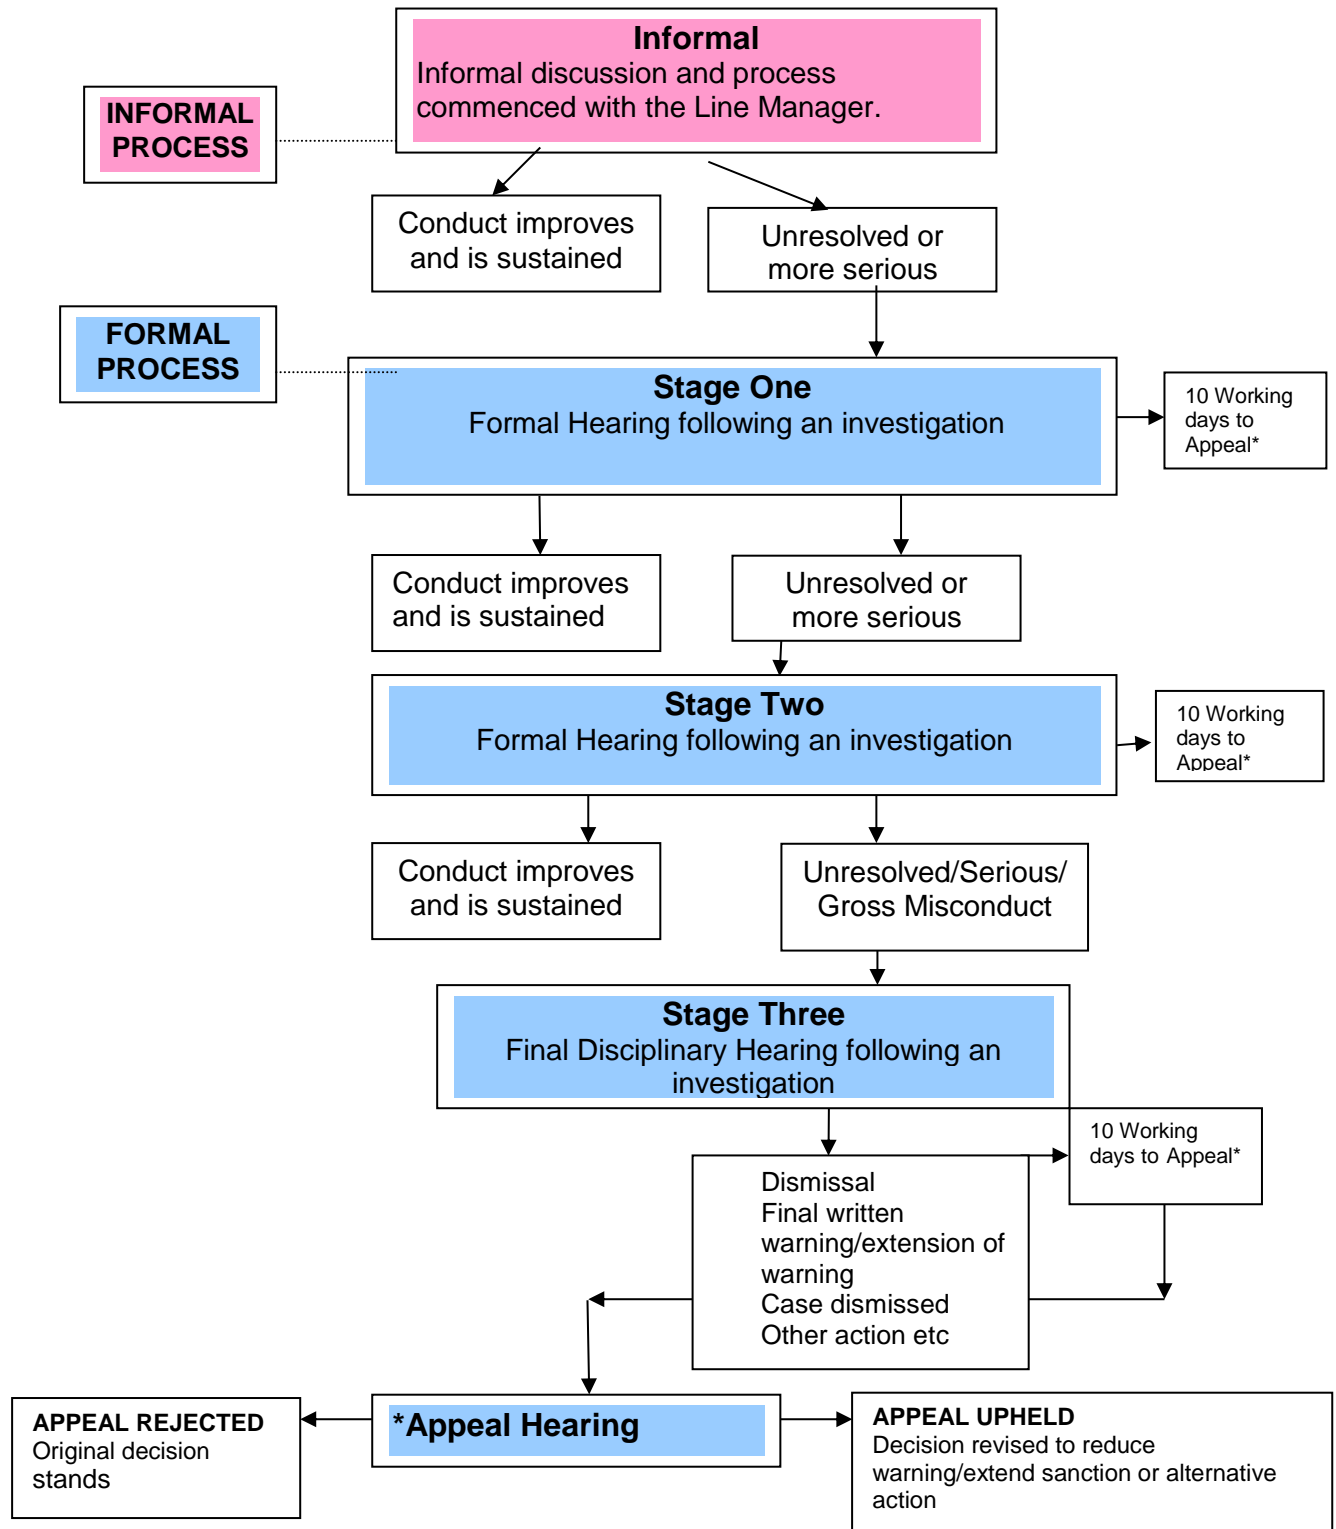 Informal
Informal discussion and process
commenced with the Line Manager.
INFORMAL
PROCESS
Conduct improves
and is sustained
Unresolved or
more serious
FORMAL
PROCESS
Stage One
Formal Hearing following an investigation
10 Working
days to
Appeal*
Conduct improves
and is sustained
Unresolved or
more serious
Stage Two
Formal Hearing following an investigation
10 Working
days to
Appeal*
Conduct improves
and is sustained
Unresolved/Serious/
Gross Misconduct
Stage Three
Final Disciplinary Hearing following an
investigation
10 Working
days to Appeal*
Dismissal
Final written
warning/extension of
warning
Case dismissed
Other action etc
*Appeal Hearing
APPEAL REJECTED
Original decision
stands
APPEAL UPHELD
Decision revised to reduce
warning/extend sanction or alternative
action